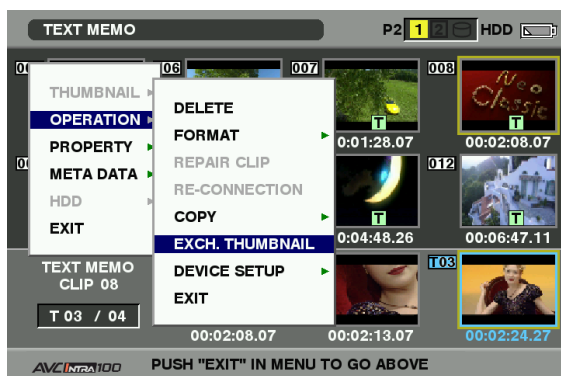 TEXT MEMO
P2 1 2 HDD
06 007 008
THUMBNAIL
OPERATION
PROPERTY
META DATA
HDD
EXIT
DELETE
FORMAT
REPAIR CLIP
RE-CONNECTION
COPY
EXCH. THUMBNAIL
DEVICE SETUP
EXIT
Neo
Classic
T
T
0:01:28.07 00:02:08.07
012
T
T
0:04:48.26 00:06:47.11
TEXT MEMO
CLIP 08
T 03 / 04
T03
00:02:08.07 00:02:13.07 00:02:24.27
AVC INTRA 100 PUSH "EXIT" IN MENU TO GO ABOVE